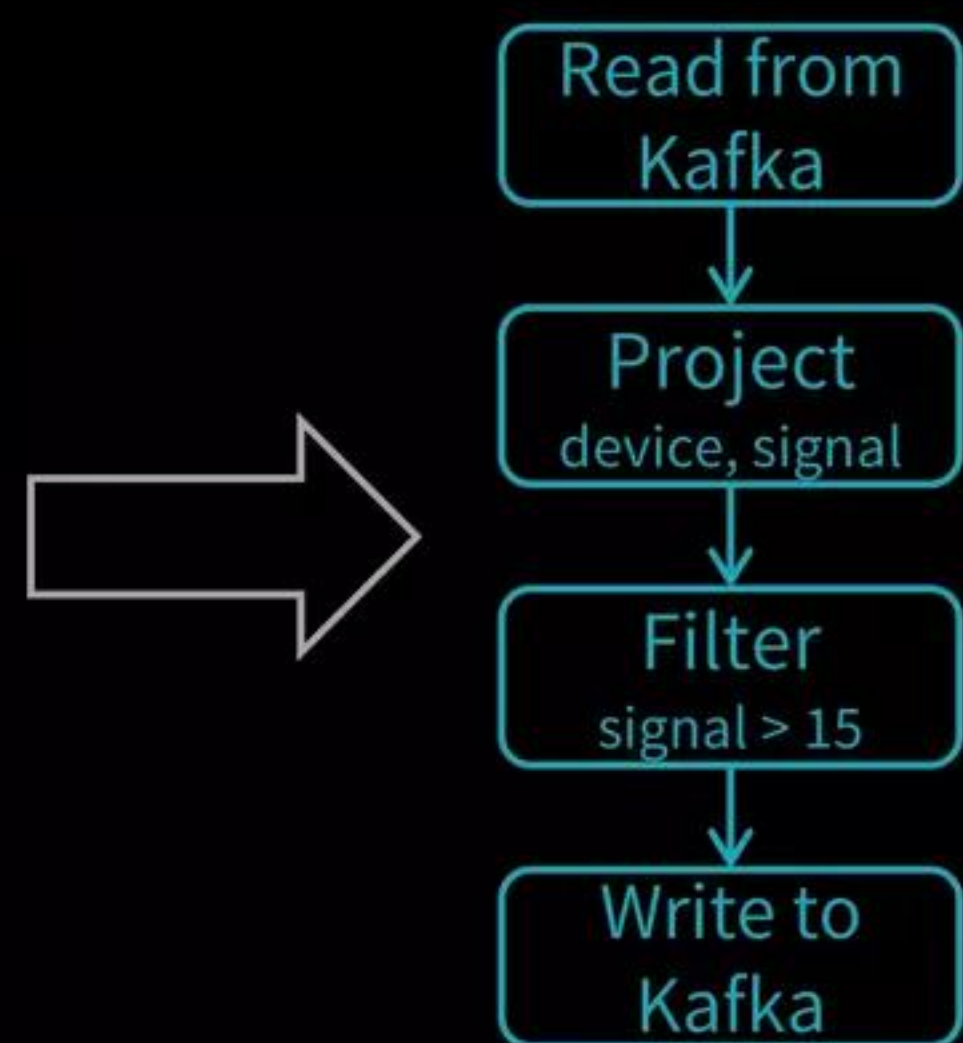 Read from
Kafka
Project
device, signal
Filter
signal > 15
Write to
Kafka